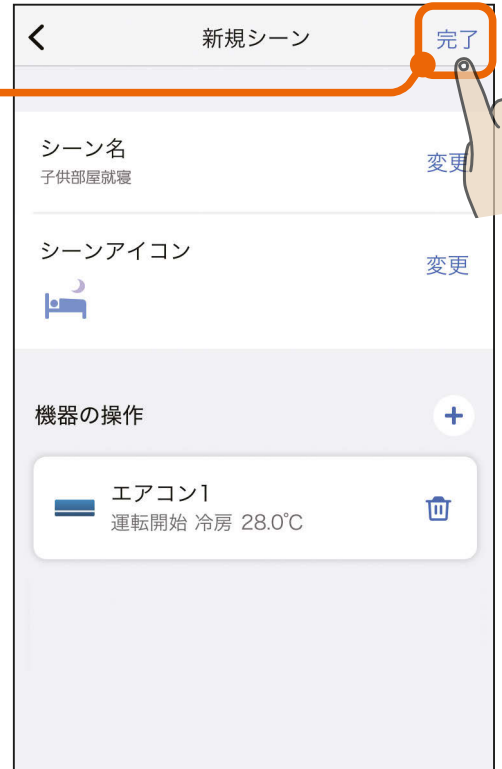 新規シーン 完了
シーン名
子供部屋就寝
変更
シーンアイコン
変更
機器の操作
エアコン1
運転開始 冷房 28.0℃